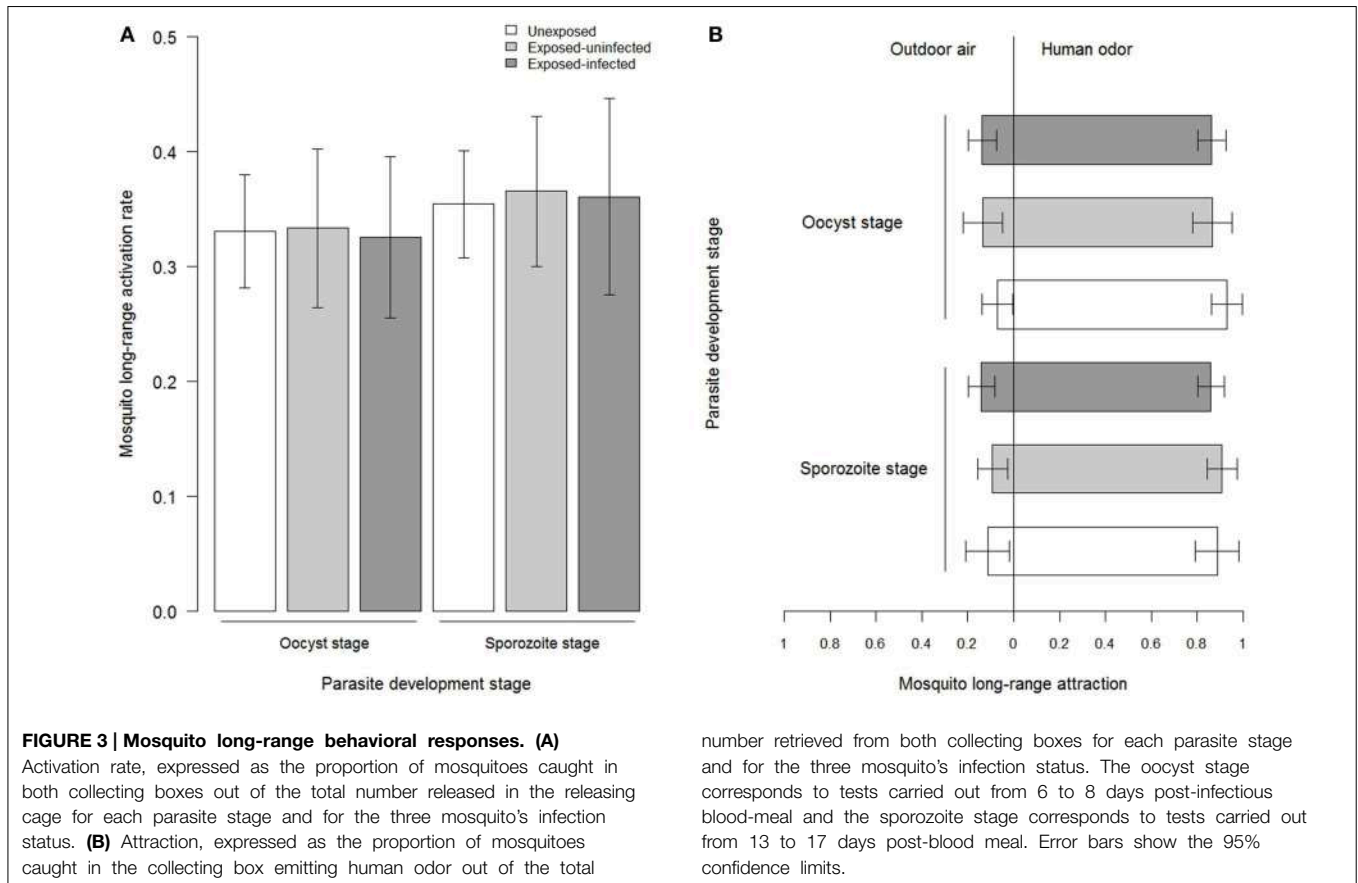 A
0.5
0.4
0.3
0.2
0.1
0.0
Mosquito long-range activation rate
Unexposed
Exposed-uninfected
Exposed-infected
Oocyst stage
Sporozoite stage
Parasite development stage
B
Outdoor air
Human odor
Parasite development stage
Oocyst stage
Sporozoite stage
1 0.8 0.6 0.4 0.2 0 0.2 0.4 0.6 0.8 1
Mosquito long-range attraction
FIGURE 3 | Mosquito long-range behavioral responses. (A)
Activation rate, expressed as the proportion of mosquitoes caught in
both collecting boxes out of the total number released in the releasing
cage for each parasite stage and for the three mosquito's infection
status. (B) Attraction, expressed as the proportion of mosquitoes
caught in the collecting box emitting human odor out of the total
number retrieved from both collecting boxes for each parasite stage
and for the three mosquito's infection status. The oocyst stage
corresponds to tests carried out from 6 to 8 days post-infectious
blood-meal and the sporozoite stage corresponds to tests carried out
from 13 to 17 days post-blood meal. Error bars show the 95%
confidence limits.